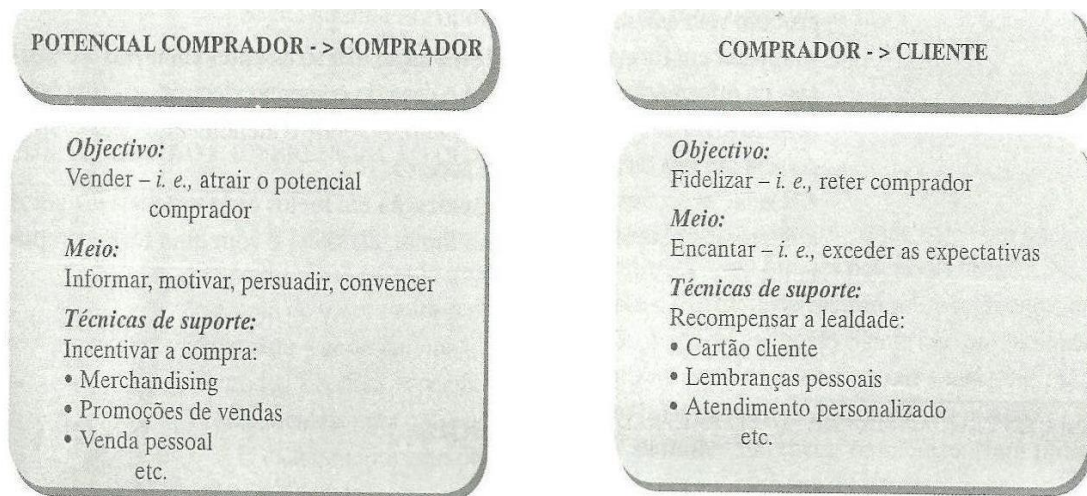 POTENCIAL COMPRADOR - > COMPRADOR
Objectivo:
Vender – i. e., atrair o potencial
comprador
Meio:
Informar, motivar, persuadir, convencer
Técnicas de suporte:
Incentivar a compra:
• Merchandising
• Promoções de vendas
• Venda pessoal
etc.
COMPRADOR - > CLIENTE
Objectivo:
Fidelizar – i. e., reter comprador
Meio:
Encantar – i. e., exceder as expectativas
Técnicas de suporte:
Recompensar a lealdade:
• Cartão cliente
• Lembranças pessoais
• Atendimento personalizado
etc.